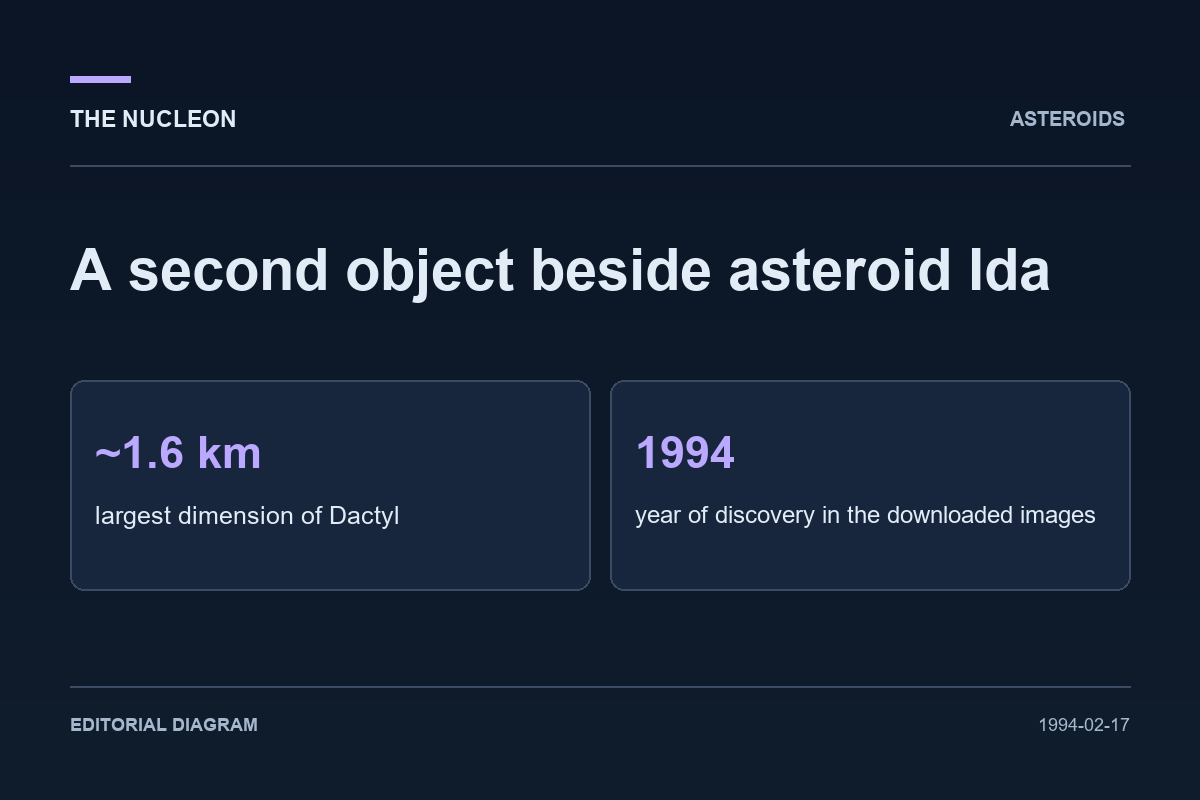 THE NUCLEON
ASTEROIDS
A second object beside asteroid Ida
~1.6 km
largest dimension of Dactyl
1994
year of discovery in the downloaded images
EDITORIAL DIAGRAM
1994-02-17